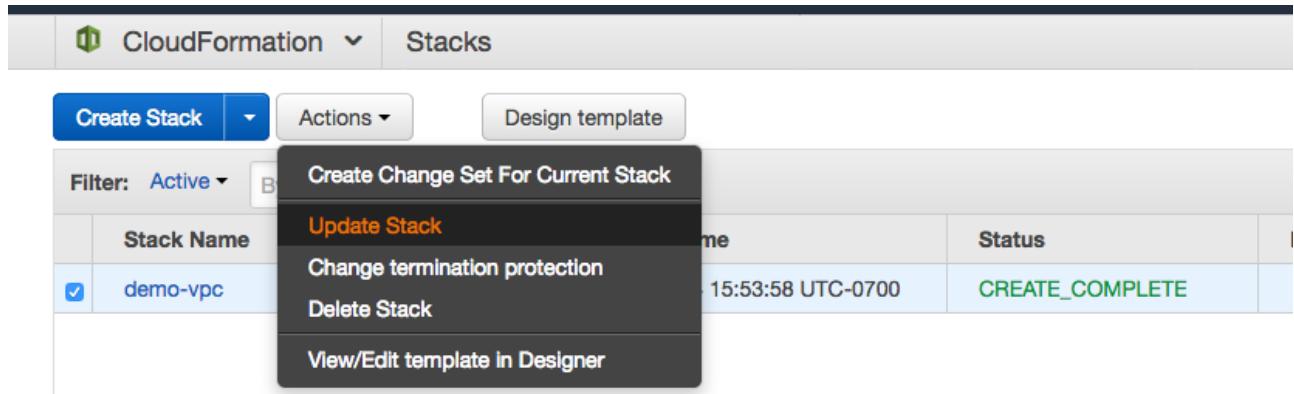 CloudFormation Stacks
Create Stack Actions Design template
Filter: Active
Create Change Set For Current Stack
Update Stack
Stack Name Status
Change termination protection
demo-vpc 15:53:58 UTC-0700 CREATE_COMPLETE
Delete Stack
View/Edit template in Designer